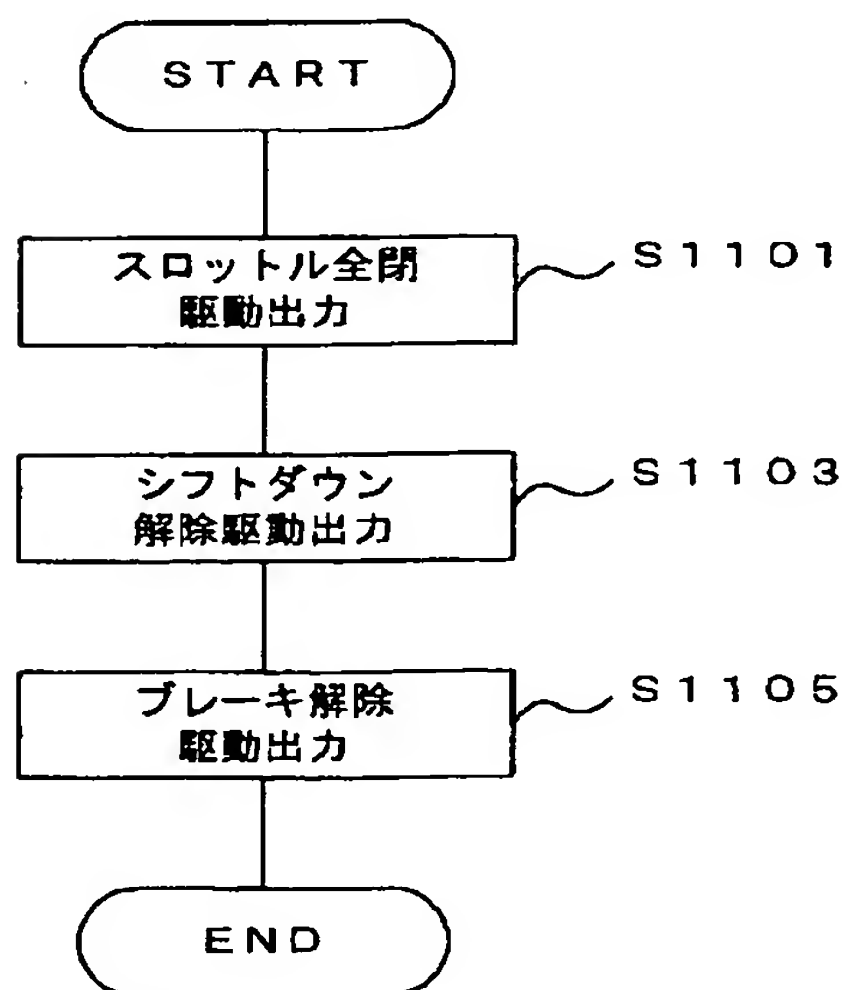 START
スロットル全閉
駆動出力
S1101
シフトダウン
解除駆動出力
S1103
ブレーキ解除
駆動出力
S1105
END